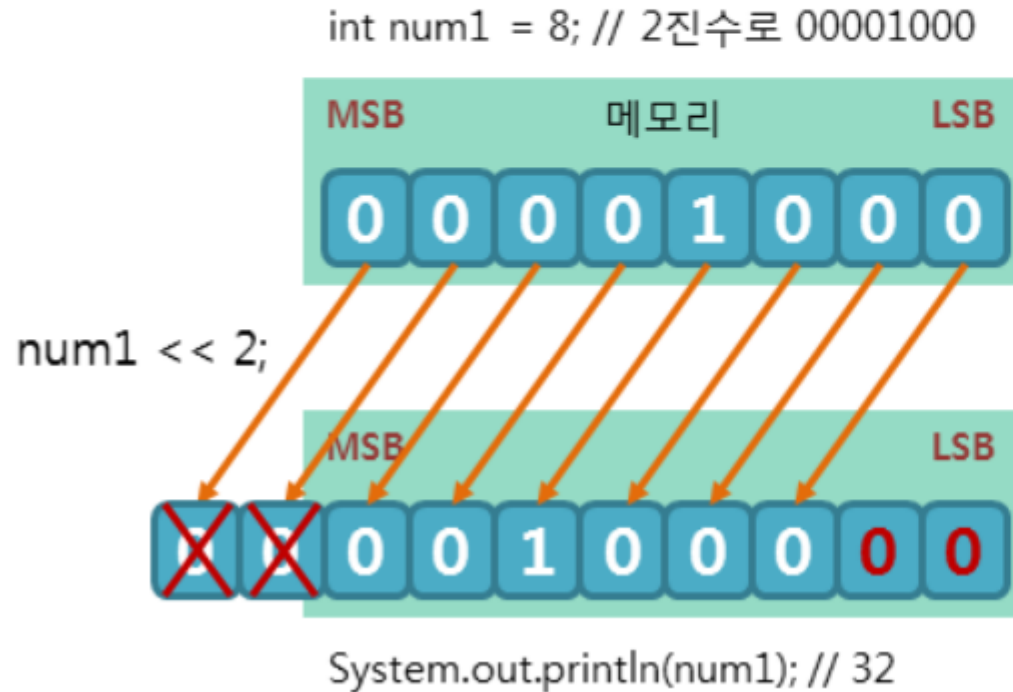 int num1 = 8; // 2진수로 00001000
MSB 메모리 LSB
0 0 0 0 1 0 0 0
num1 << 2;
MSB LSB
0 0 0 0 1 0 0 0 0 0
System.out.println(num1); // 32